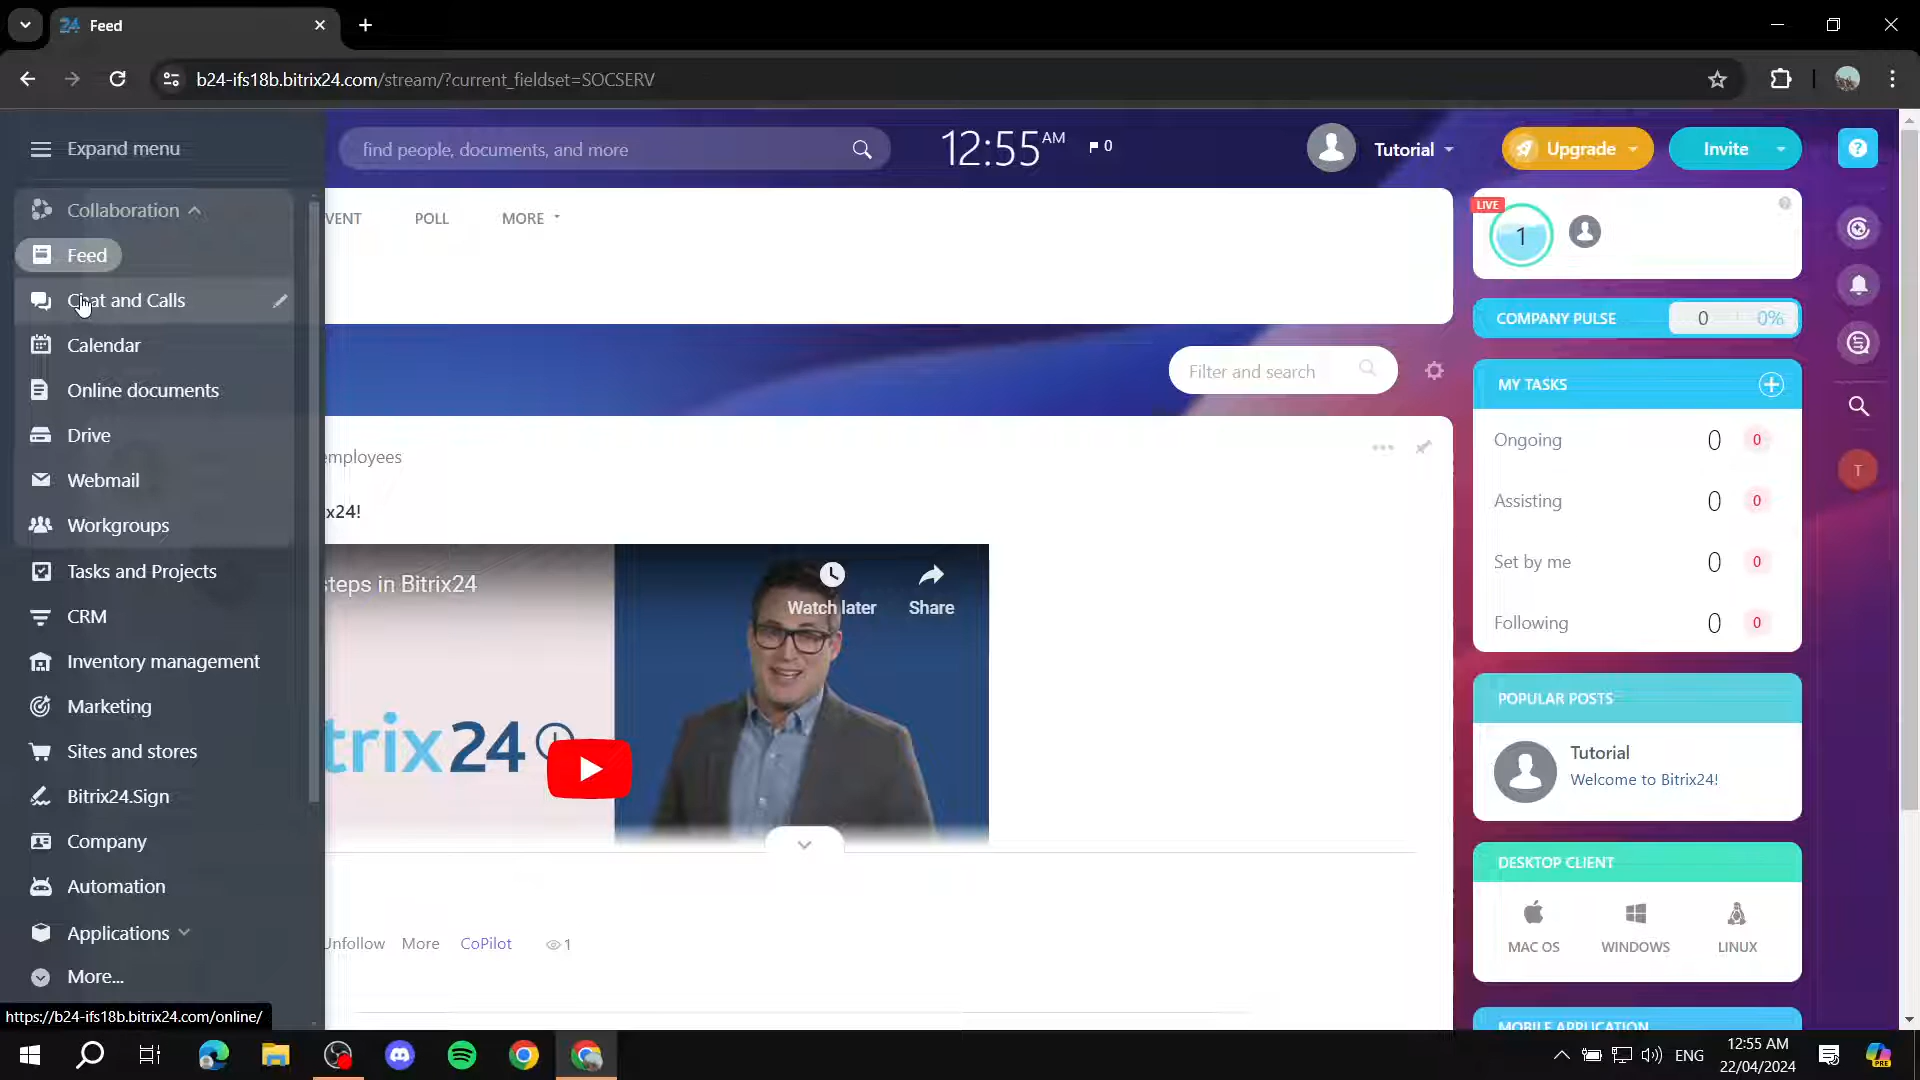 24 Feed
b24-ifs18b.bitrix24.com/stream/?current_fieldset=SOCSERV
Expand menu
find people, documents, and more
12:55 AM
0
Tutorial
Upgrade
Invite
?
Collaboration
Feed
Chat and Calls
Calendar
Online documents
Drive
Webmail
Workgroups
Tasks and Projects
CRM
Inventory management
Marketing
Sites and stores
Bitrix24.Sign
Company
Automation
Applications
More...
https://b24-ifs18b.bitrix24.com/online/
VENT
POLL
MORE
Filter and search
employees
x24!
steps in Bitrix24
Watch later
Share
trix24
Unfollow
More
CoPilot
1
LIVE
1
COMPANY PULSE
0
0%
MY TASKS
Ongoing 0 0
Assisting 0 0
Set by me 0 0
Following 0 0
POPULAR POSTS
Tutorial
Welcome to Bitrix24!
DESKTOP CLIENT
MAC OS
WINDOWS
LINUX
MOBILE APPLICATION
T
ENG
12:55 AM
22/04/2024
PRE